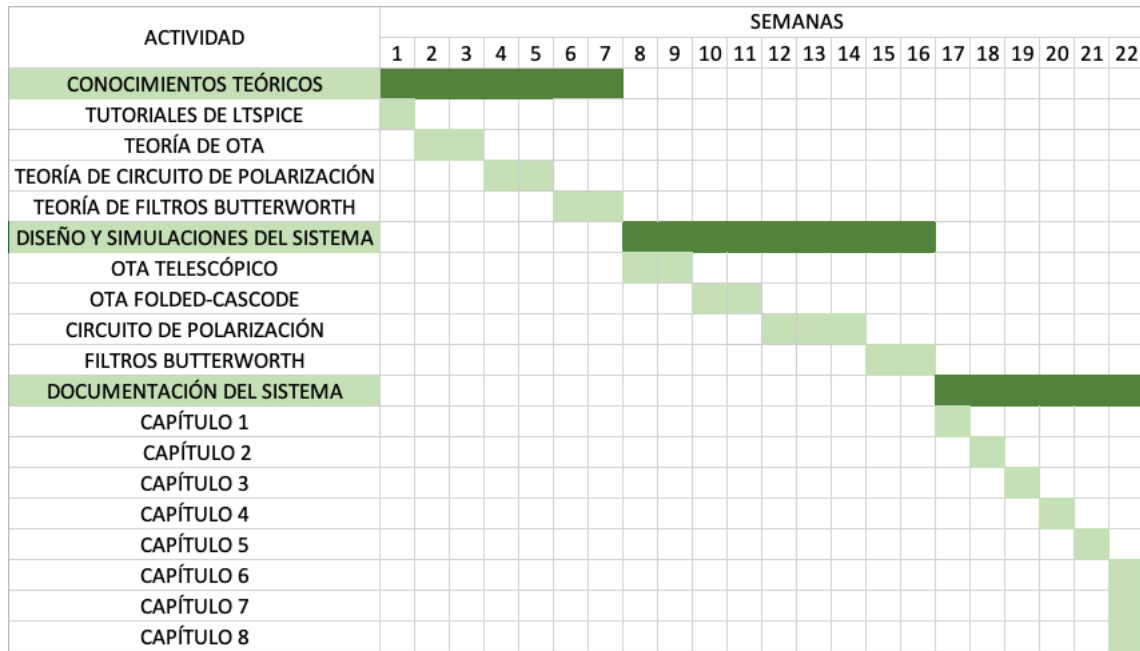 ACTIVIDAD
SEMANAS
1 2 3 4 5 6 7 8 9 10 11 12 13 14 15 16 17 18 19 20 21 22
CONOCIMIENTOS TEÓRICOS
TUTORIALES DE LTSPICE
TEORÍA DE OTA
TEORÍA DE CIRCUITO DE POLARIZACIÓN
TEORÍA DE FILTROS BUTTERWORTH
DISEÑO Y SIMULACIONES DEL SISTEMA
OTA TELESCÓPICO
OTA FOLDED-CASCODE
CIRCUITO DE POLARIZACIÓN
FILTROS BUTTERWORTH
DOCUMENTACIÓN DEL SISTEMA
CAPÍTULO 1
CAPÍTULO 2
CAPÍTULO 3
CAPÍTULO 4
CAPÍTULO 5
CAPÍTULO 6
CAPÍTULO 7
CAPÍTULO 8